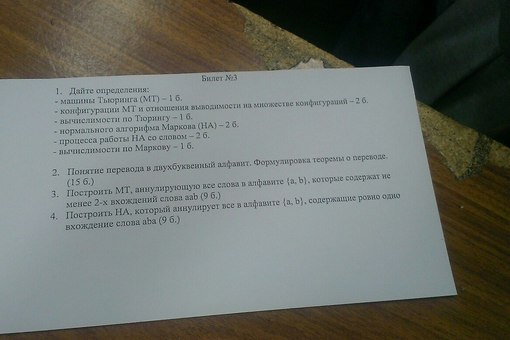 Билет №3
1. Дайте определения:
- машины Тьюринга (МТ) – 1 б.
- конфигурации МТ и отношения выводимости на множестве конфигураций – 2 б.
- вычислимости по Тюрингу – 1 б.
- нормального алгорифма Маркова (НА) – 2 б.
- процесса работы НА со словом – 2 б.
- вычислимости по Маркову – 1 б.
2. Понятие перевода в двухбуквенный алфавит. Формулировка теоремы о переводе.
(15 б.)
3. Построить МТ, аннулирующую все слова в алфавите {a, b}, которые содержат не
менее 2-х вхождений слова aab (9 б.)
4. Построить НА, который аннулирует все в алфавите {a, b}, содержащие ровно одно
вхождение слова aba (9 б.)